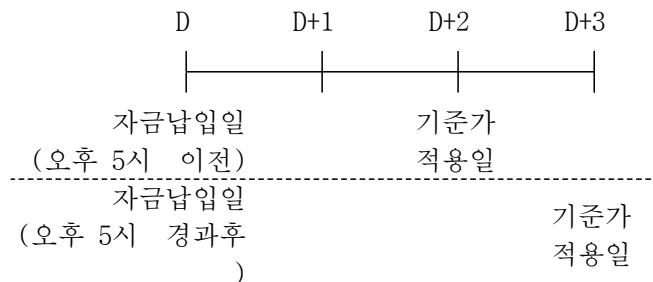 D D+1 D+2 D+3
자금납입일 기준가
(오후 5시 이전) 적용일
자금납입일
기준가
(오후 5시 경과후
적용일
)